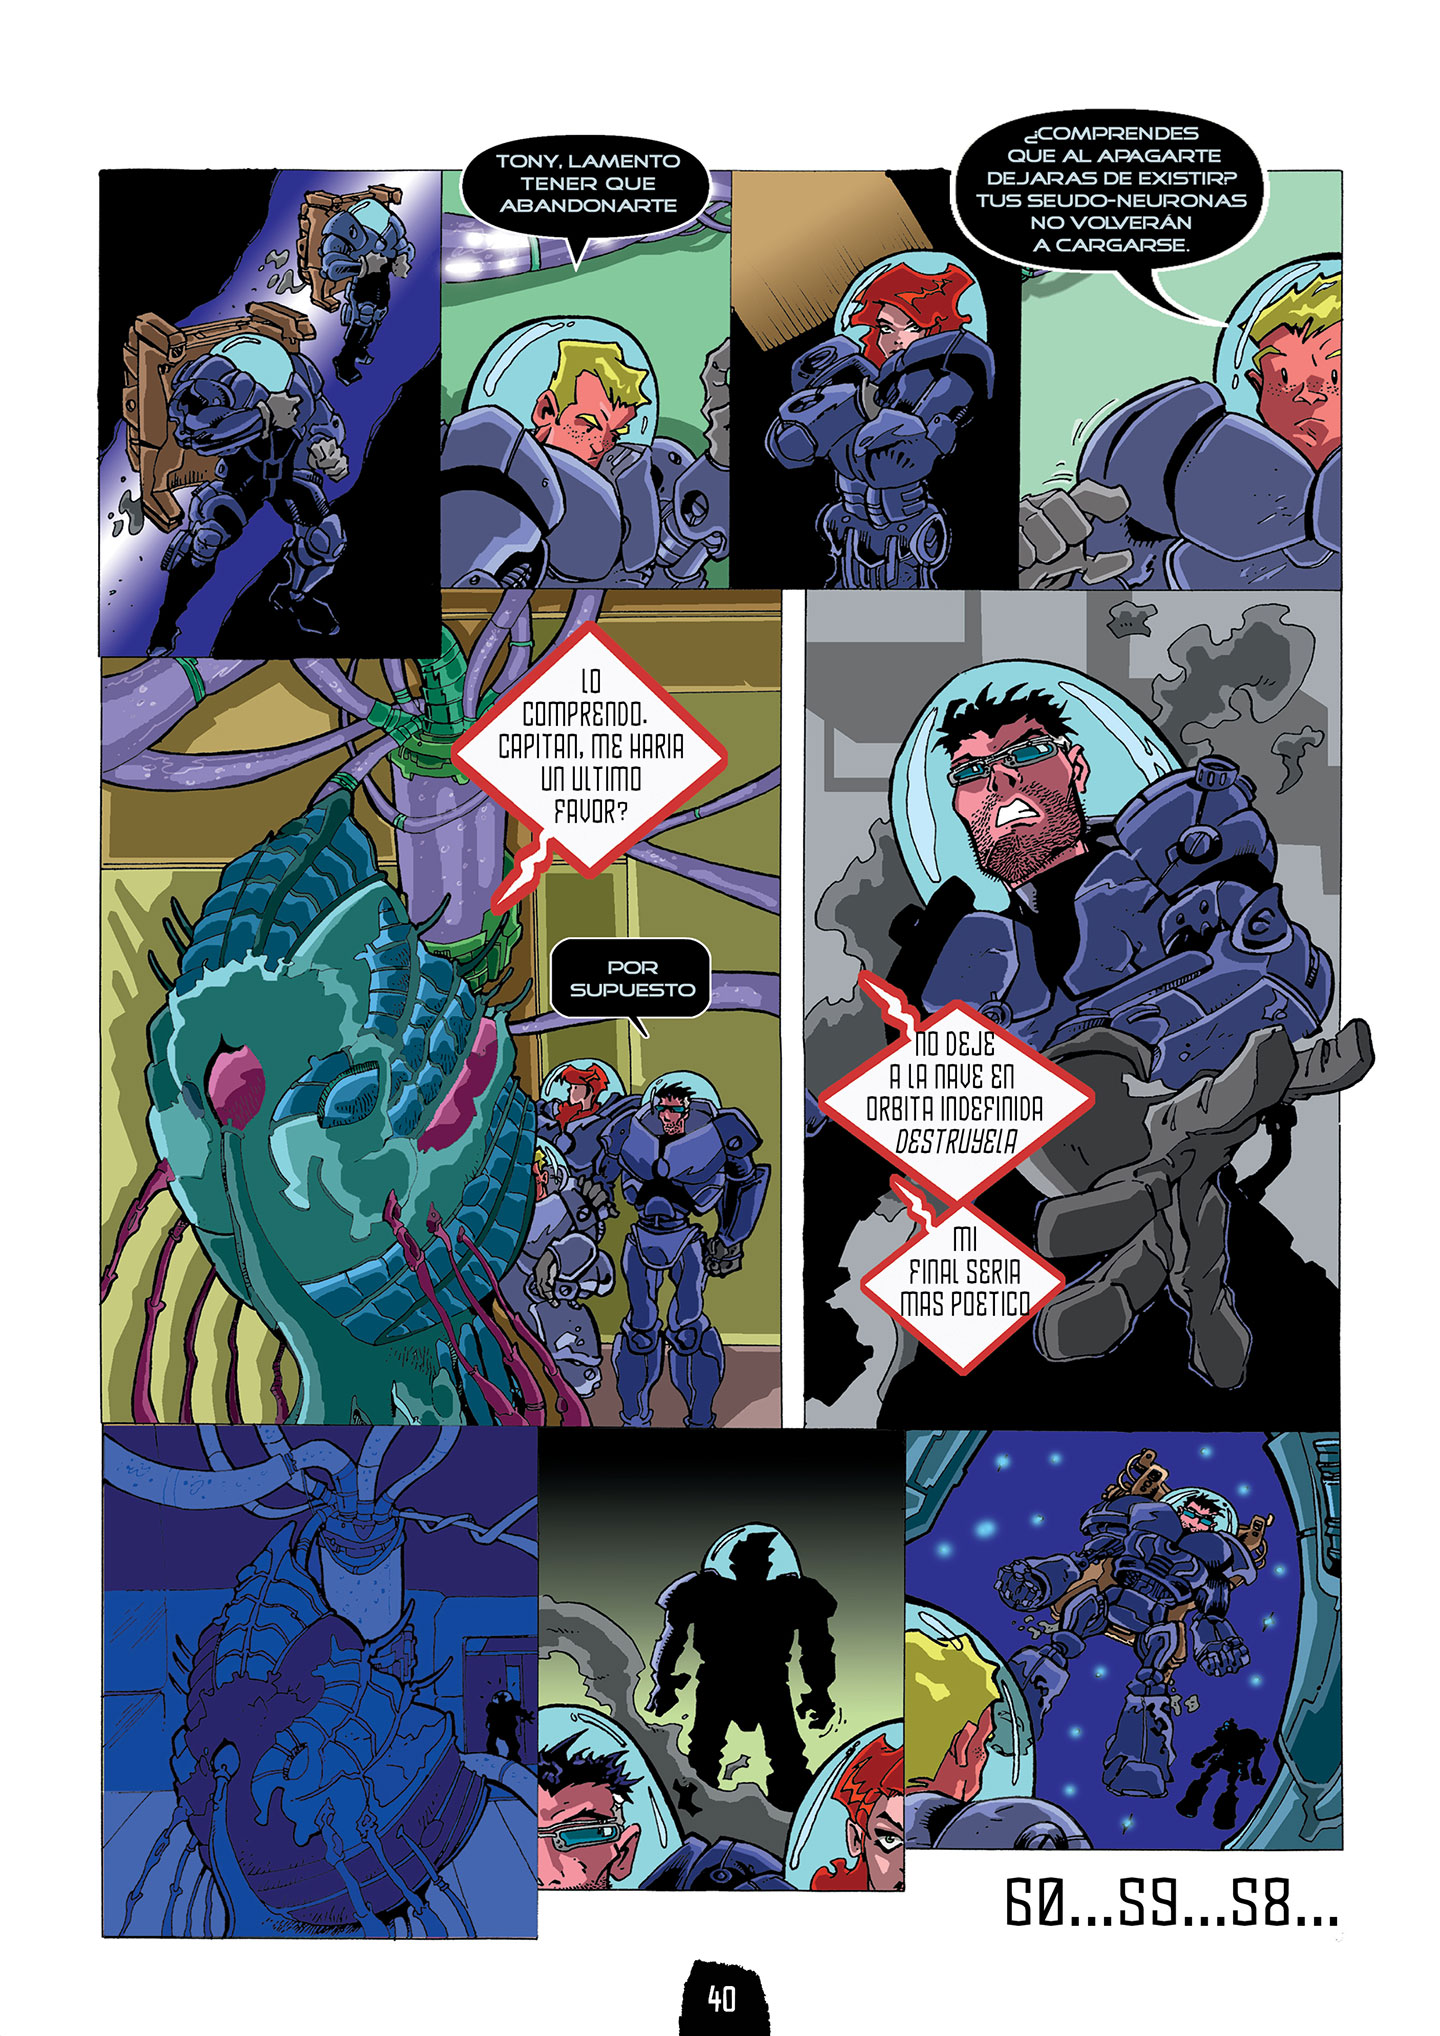 TONY, LAMENTO
TENER QUE
ABANDONARTE
¿COMPRENDES
QUE AL APAGARTE
DEJARAS DE EXISTIR?
TUS SEUDO-NEURONAS
NO VOLVERÁN
A CARGARSE.
LO
COMPRENDO.
CAPITAN, ME HARIA
UN ULTIMO
FAVOR?
POR
SUPUESTO
NO DEJE
A LA NAVE EN
ORBITA INDEFINIDA
DESTRUYELA
MI
FINAL SERIA
MAS POETICO
60...59...58...
40